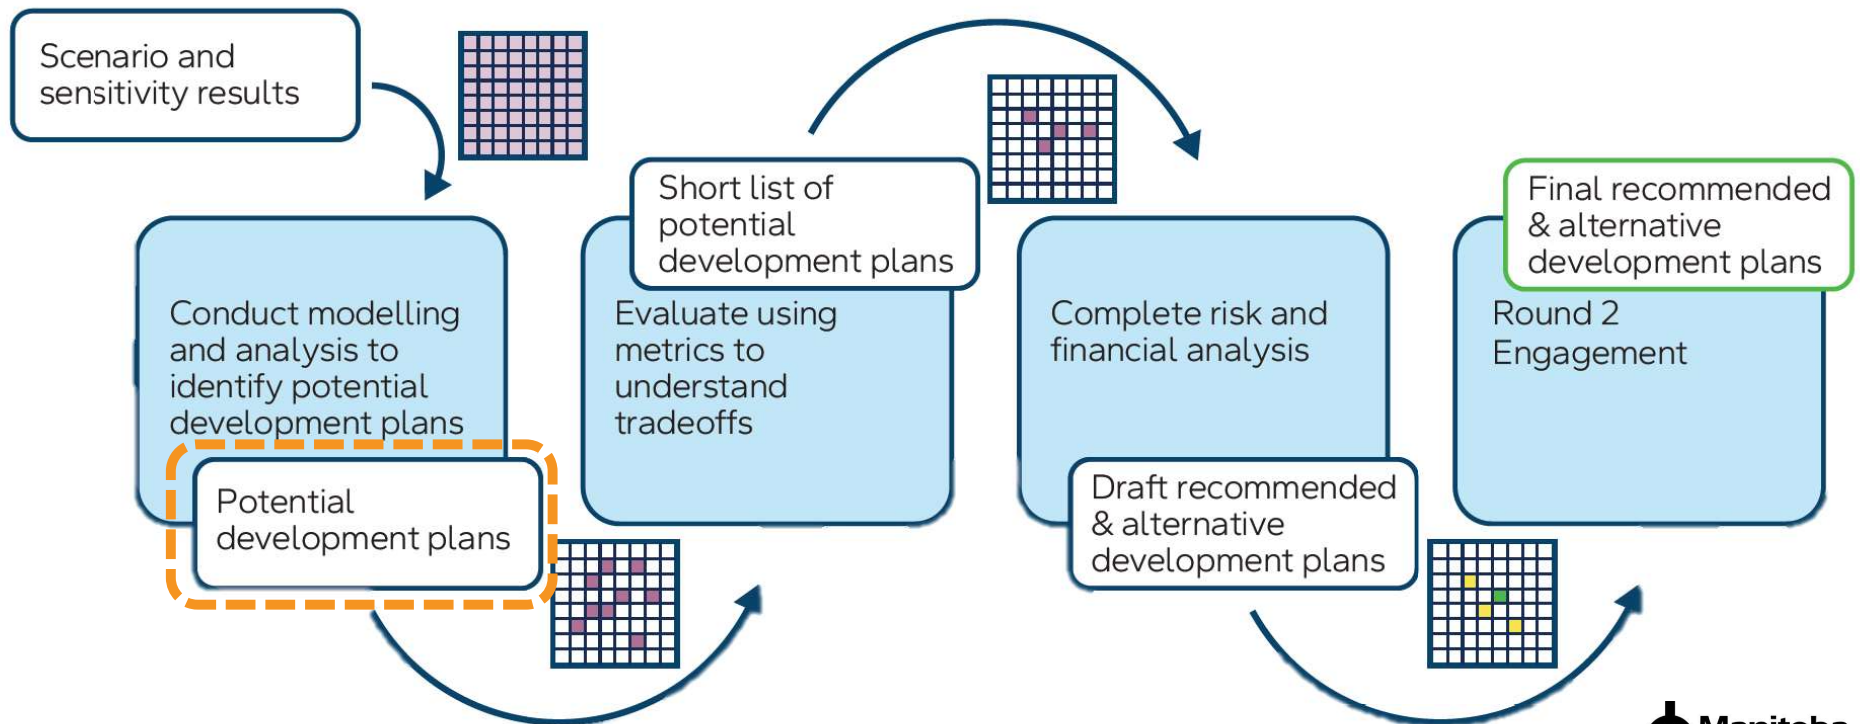 Scenario and
sensitivity results
Conduct modelling
and analysis to
identify potential
development plans
Potential
development plans
Short list of
potential
development plans
Evaluate using
metrics to
understand
tradeoffs
Complete risk and
financial analysis
Draft recommended
& alternative
development plans
Final recommended
& alternative
development plans
Round 2
Engagement
Manitoba